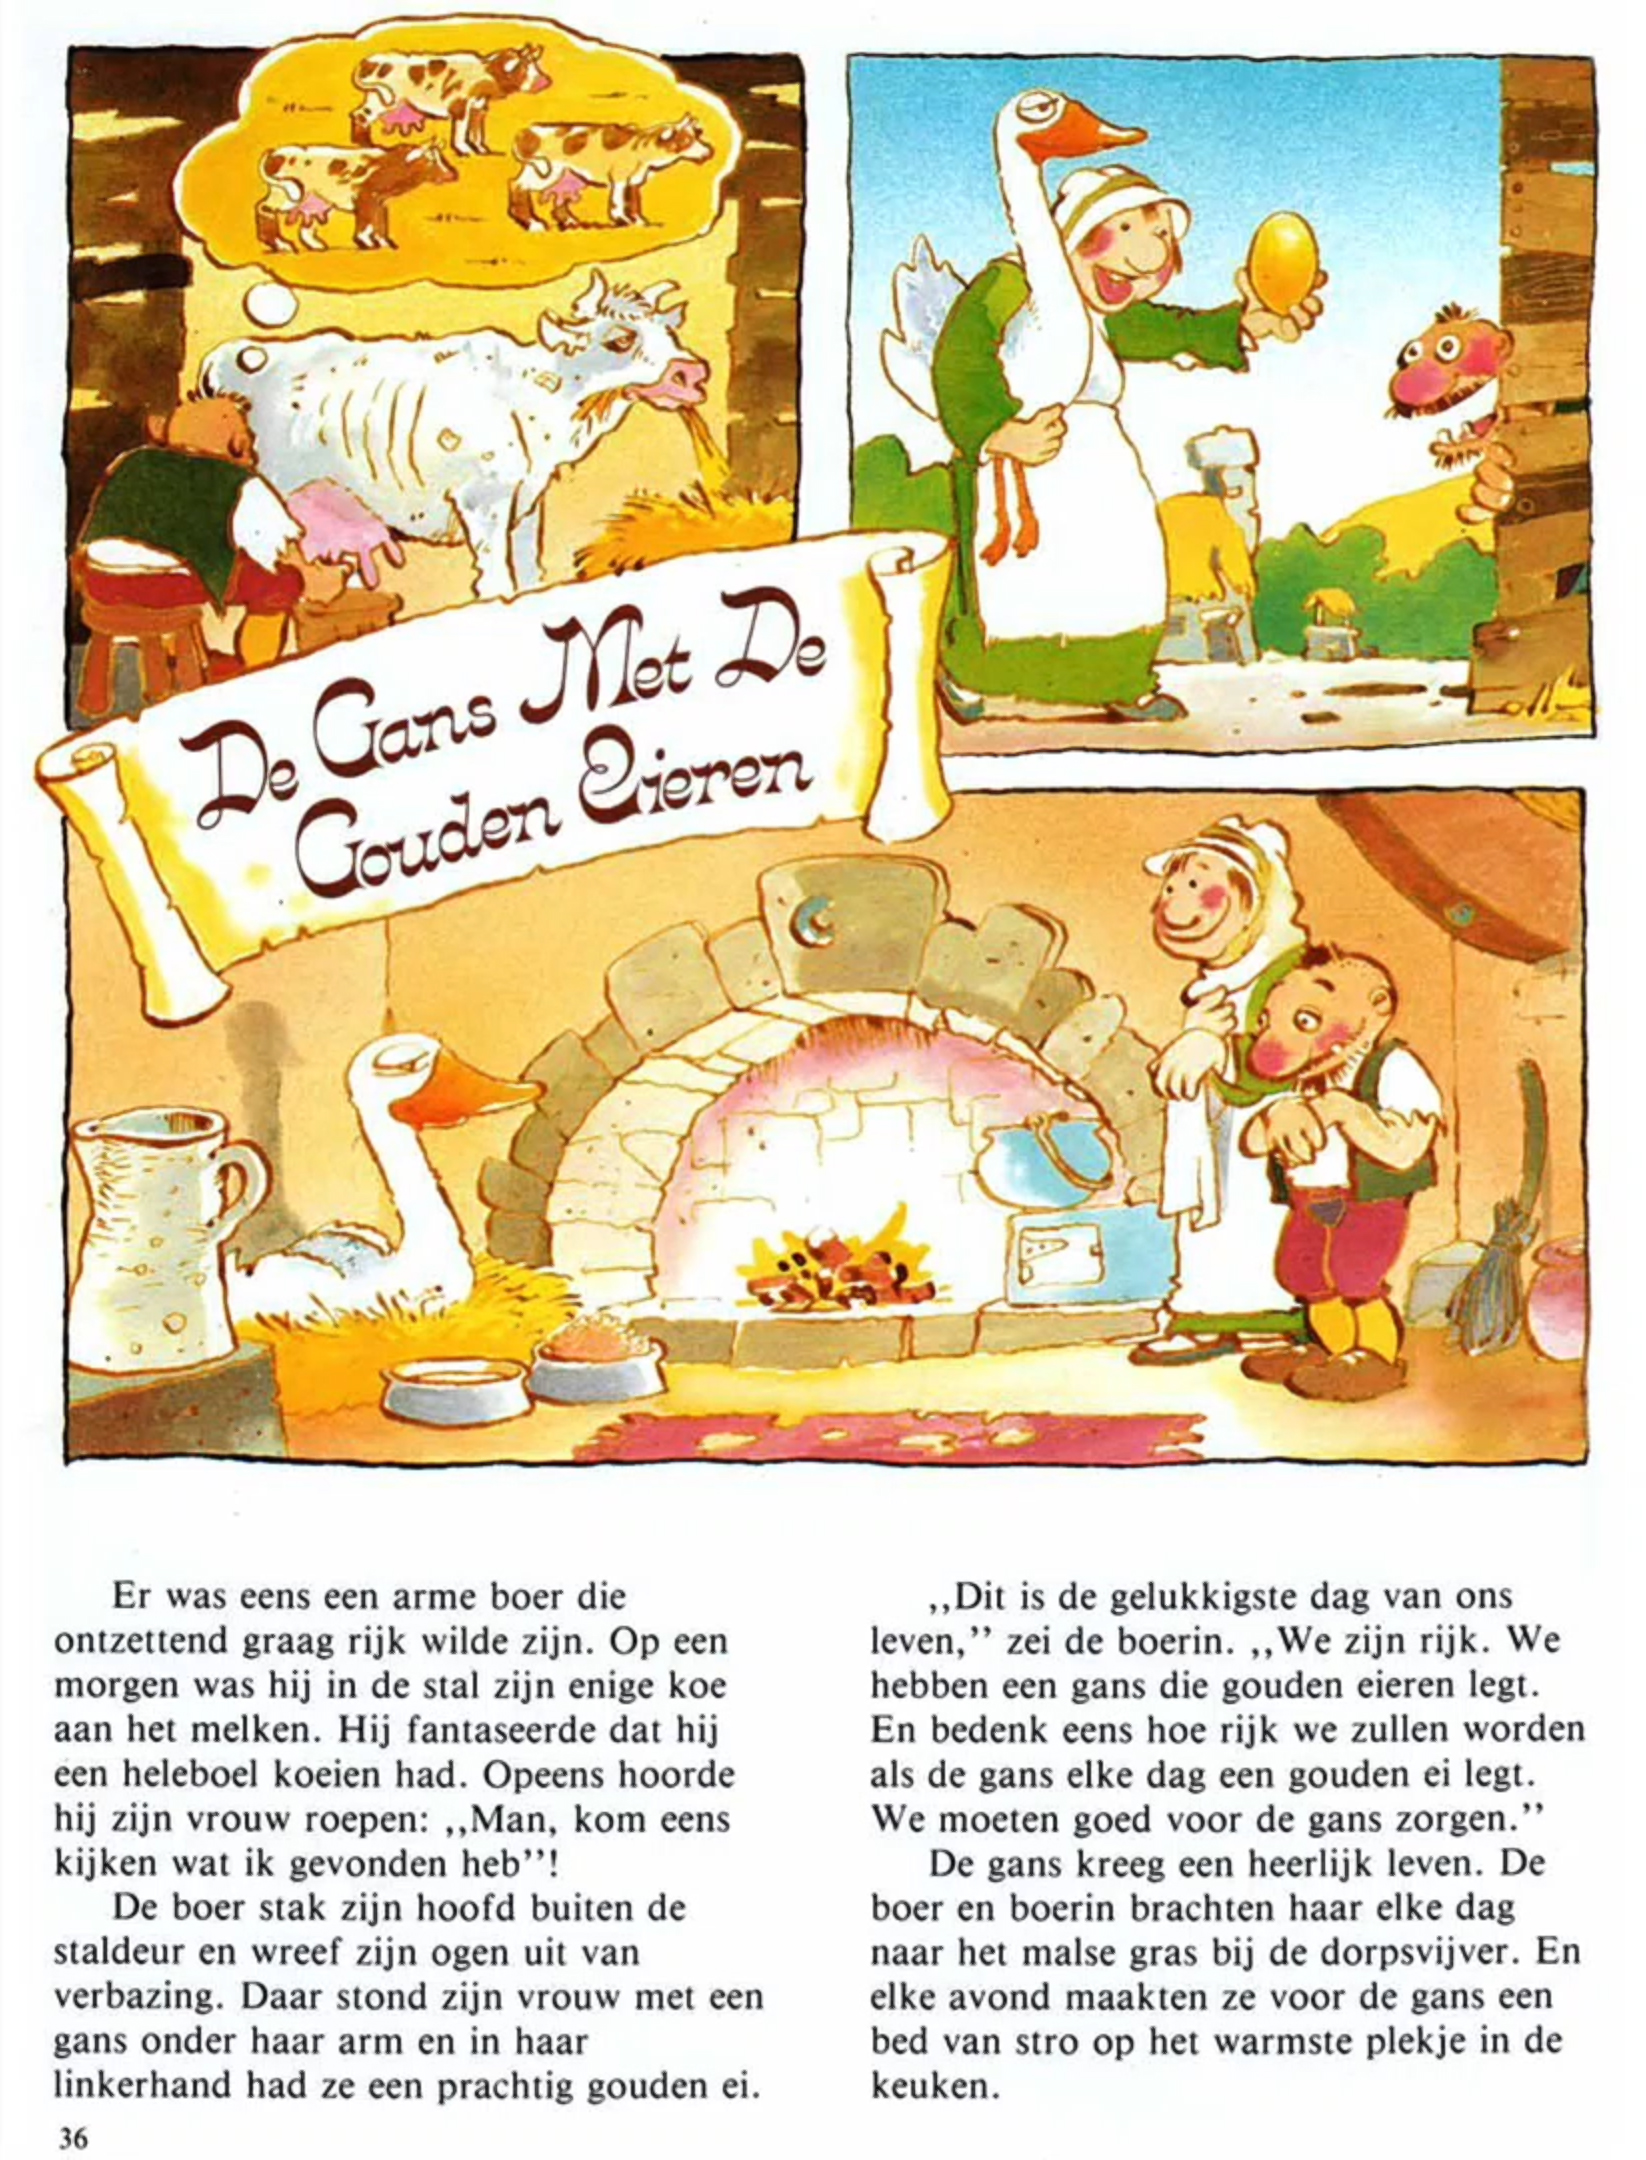 De Gans Met De
Gouden Eieren
Er was eens een arme boer die
ontzettend graag rijk wilde zijn. Op een
morgen was hij in de stal zijn enige koe
aan het melken. Hij fantaseerde dat hij
een heleboel koeien had. Opeens hoorde
hij zijn vrouw roepen: ,,Man, kom eens
kijken wat ik gevonden heb’’!
De boer stak zijn hoofd buiten de
staldeur en wreef zijn ogen uit van
verbazing. Daar stond zijn vrouw met een
gans onder haar arm en in haar
linkerhand had ze een prachtig gouden ei.
,,Dit is de gelukkigste dag van ons
leven,’’ zei de boerin. ,,We zijn rijk. We
hebben een gans die gouden eieren legt.
En bedenk eens hoe rijk we zullen worden
als de gans elke dag een gouden ei legt.
We moeten goed voor de gans zorgen.’’
De gans kreeg een heerlijk leven. De
boer en boerin brachten haar elke dag
naar het malse gras bij de dorpsvijver. En
elke avond maakten ze voor de gans een
bed van stro op het warmste plekje in de
keuken.
36